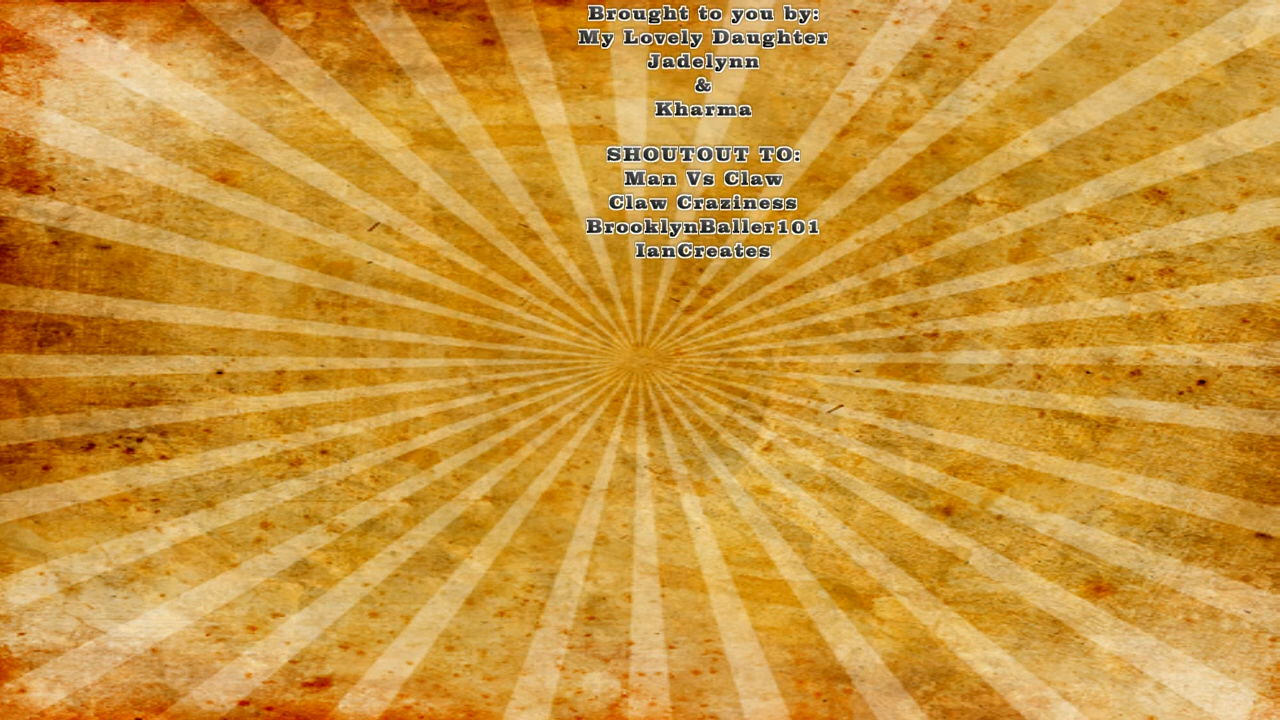 Brought to you by:
My Lovely Daughter
Jadelynn
&
Kharma
SHOUTOUT TO:
Man Vs Claw
Claw Craziness
BrooklynBaller101
IanCreates